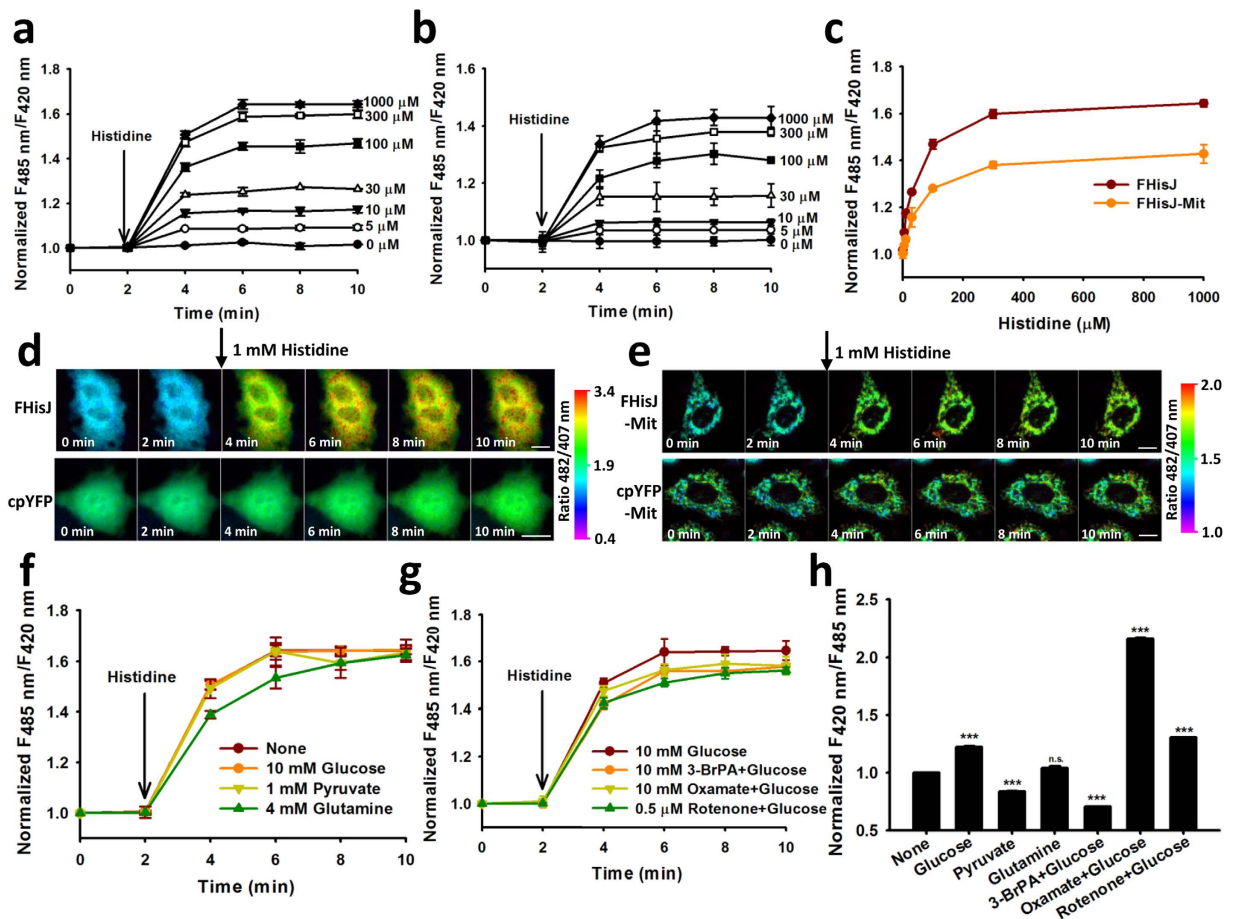 a
Normalized F485 nm/F420 nm
1.8
1.6
1.4
1.2
1.0
Histidine
1000 μM
300 μM
100 μM
30 μM
10 μM
5 μM
0 μM
0 2 4 6 8 10
Time (min)
b
Normalized F485 nm/F420 nm
1.6
1.4
1.2
1.0
Histidine
1000 μM
300 μM
100 μM
30 μM
10 μM
5 μM
0 μM
0 2 4 6 8 10
Time (min)
c
Normalized F485 nm/F420 nm
1.8
1.6
1.4
1.2
1.0
FHisJ
FHisJ-Mit
0 200 400 600 800 1000
Histidine (μM)
d
1 mM Histidine
FHisJ
0 min 2 min 4 min 6 min 8 min 10 min
cpYFP
0 min 2 min 4 min 6 min 8 min 10 min
3.4
1.9
0.4
Ratio 482/407 nm
e
1 mM Histidine
FHisJ
-Mit
0 min 2 min 4 min 6 min 8 min 10 min
cpYFP
-Mit
0 min 2 min 4 min 6 min 8 min 10 min
2.0
1.5
1.0
Ratio 482/407 nm
f
Normalized F485 nm/F420 nm
1.8
1.6
1.4
1.2
1.0
Histidine
None
10 mM Glucose
1 mM Pyruvate
4 mM Glutamine
0 2 4 6 8 10
Time (min)
g
Normalized F485 nm/F420 nm
1.8
1.6
1.4
1.2
1.0
Histidine
10 mM Glucose
10 mM 3-BrPA+Glucose
10 mM Oxamate+Glucose
0.5 μM Rotenone+Glucose
0 2 4 6 8 10
Time (min)
h
Normalized F420 nm/F485 nm
2.5
2.0
1.5
1.0
0.5
***
***
n.s.
***
***
***
None
Glucose
Pyruvate
Glutamine
3-BrPA+Glucose
Oxamate+Glucose
Rotenone+Glucose